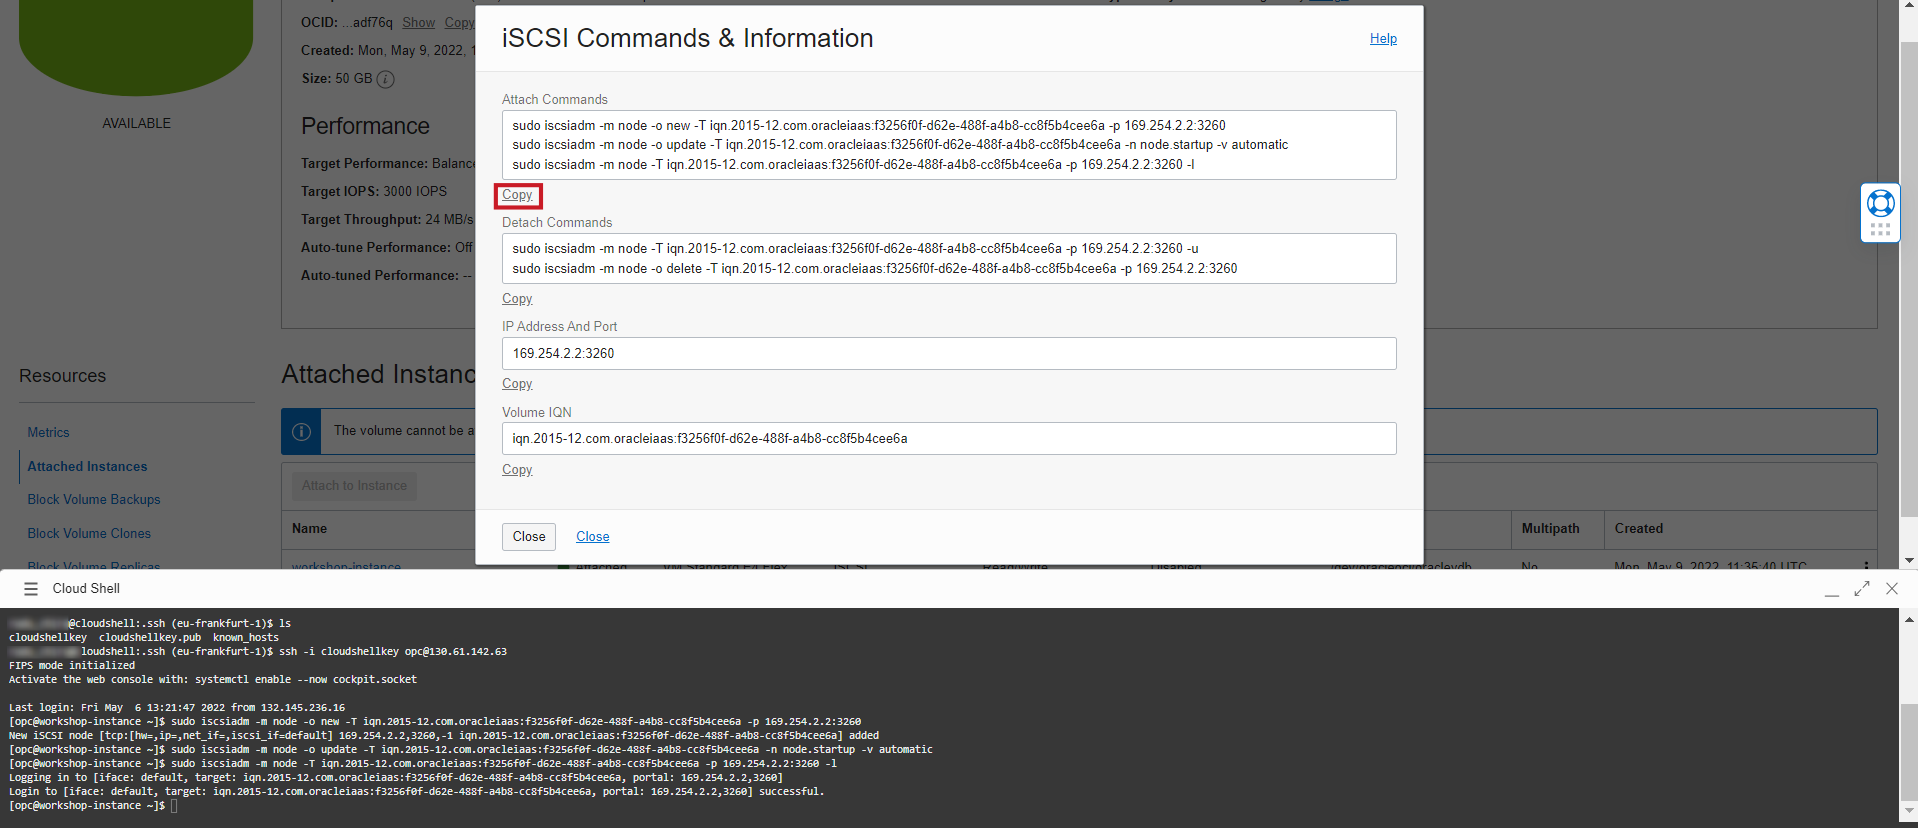 OCID: ...adf76q Show Copy
Created: Mon, May 9, 2022, 1
Size: 50 GB i
AVAILABLE
Performance
Target Performance: Balance
Target IOPS: 3000 IOPS
Target Throughput: 24 MB/s
Auto-tune Performance: Off
Auto-tuned Performance: --
iSCSI Commands & Information
Help
Attach Commands
sudo iscsiadm -m node -o new -T iqn.2015-12.com.oracleiaas:f3256f0f-d62e-488f-a4b8-cc8f5b4cee6a -p 169.254.2.2:3260
sudo iscsiadm -m node -o update -T iqn.2015-12.com.oracleiaas:f3256f0f-d62e-488f-a4b8-cc8f5b4cee6a -n node.startup -v automatic
sudo iscsiadm -m node -T iqn.2015-12.com.oracleiaas:f3256f0f-d62e-488f-a4b8-cc8f5b4cee6a -p 169.254.2.2:3260 -l
Copy
Detach Commands
sudo iscsiadm -m node -T iqn.2015-12.com.oracleiaas:f3256f0f-d62e-488f-a4b8-cc8f5b4cee6a -p 169.254.2.2:3260 -u
sudo iscsiadm -m node -o delete -T iqn.2015-12.com.oracleiaas:f3256f0f-d62e-488f-a4b8-cc8f5b4cee6a -p 169.254.2.2:3260
Copy
IP Address And Port
169.254.2.2:3260
Copy
Volume IQN
iqn.2015-12.com.oracleiaas:f3256f0f-d62e-488f-a4b8-cc8f5b4cee6a
Copy
Close Close
Resources
Metrics
Attached Instances
Block Volume Backups
Block Volume Clones
Block Volume Replicas
Attached Instanc
i The volume cannot be a
Attach to Instance
Name Multipath Created
workshop-instance Attached VM.Standard.E4.Flex iSCSI Read/Write Disabled /dev/oracleoci/oraclevdb No Mon, May 9, 2022, 11:35:40 UTC
Cloud Shell
@cloudshell:.ssh (eu-frankfurt-1)$ ls
cloudshellkey cloudshellkey.pub known_hosts
loudshell:.ssh (eu-frankfurt-1)$ ssh -i cloudshellkey opc@130.61.142.63
FIPS mode initialized
Activate the web console with: systemctl enable --now cockpit.socket
Last login: Fri May 6 13:21:47 2022 from 132.145.236.16
[opc@workshop-instance ~]$ sudo iscsiadm -m node -o new -T iqn.2015-12.com.oracleiaas:f3256f0f-d62e-488f-a4b8-cc8f5b4cee6a -p 169.254.2.2:3260
New iSCSI node [tcp:[hw=,ip=,net_if=,iscsi_if=default] 169.254.2.2,3260,-1 iqn.2015-12.com.oracleiaas:f3256f0f-d62e-488f-a4b8-cc8f5b4cee6a] added
[opc@workshop-instance ~]$ sudo iscsiadm -m node -o update -T iqn.2015-12.com.oracleiaas:f3256f0f-d62e-488f-a4b8-cc8f5b4cee6a -n node.startup -v automatic
[opc@workshop-instance ~]$ sudo iscsiadm -m node -T iqn.2015-12.com.oracleiaas:f3256f0f-d62e-488f-a4b8-cc8f5b4cee6a -p 169.254.2.2:3260 -l
Logging in to [iface: default, target: iqn.2015-12.com.oracleiaas:f3256f0f-d62e-488f-a4b8-cc8f5b4cee6a, portal: 169.254.2.2,3260]
Login to [iface: default, target: iqn.2015-12.com.oracleiaas:f3256f0f-d62e-488f-a4b8-cc8f5b4cee6a, portal: 169.254.2.2,3260] successful.
[opc@workshop-instance ~]$